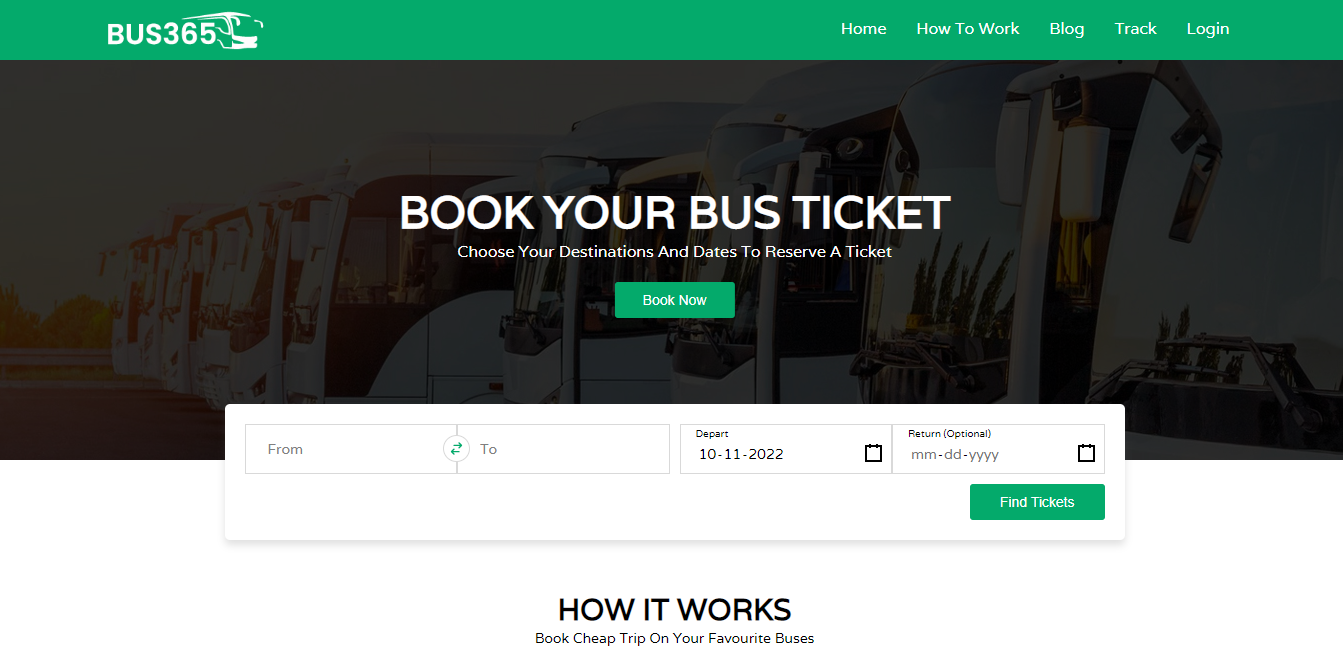 BUS365
Home How To Work Blog Track Login
BOOK YOUR BUS TICKET
Choose Your Destinations And Dates To Reserve A Ticket
Book Now
From To
Depart Return (Optional)
10-11-2022 mm-dd-yyyy
Find Tickets
HOW IT WORKS
Book Cheap Trip On Your Favourite Buses